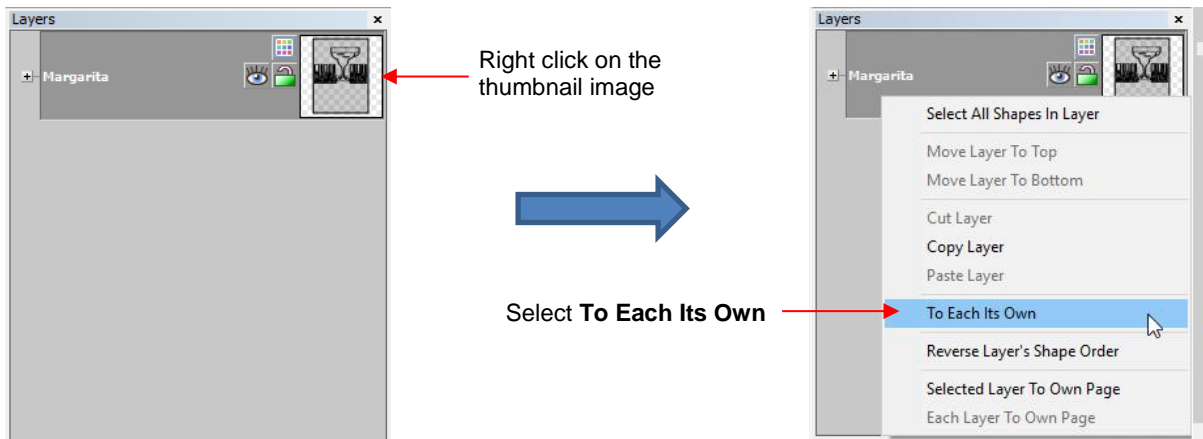 Layers x
Margarita
Right click on the
thumbnail image
Select To Each Its Own
Layers x
Margarita
Select All Shapes In Layer
Move Layer To Top
Move Layer To Bottom
Cut Layer
Copy Layer
Paste Layer
To Each Its Own
Reverse Layer's Shape Order
Selected Layer To Own Page
Each Layer To Own Page